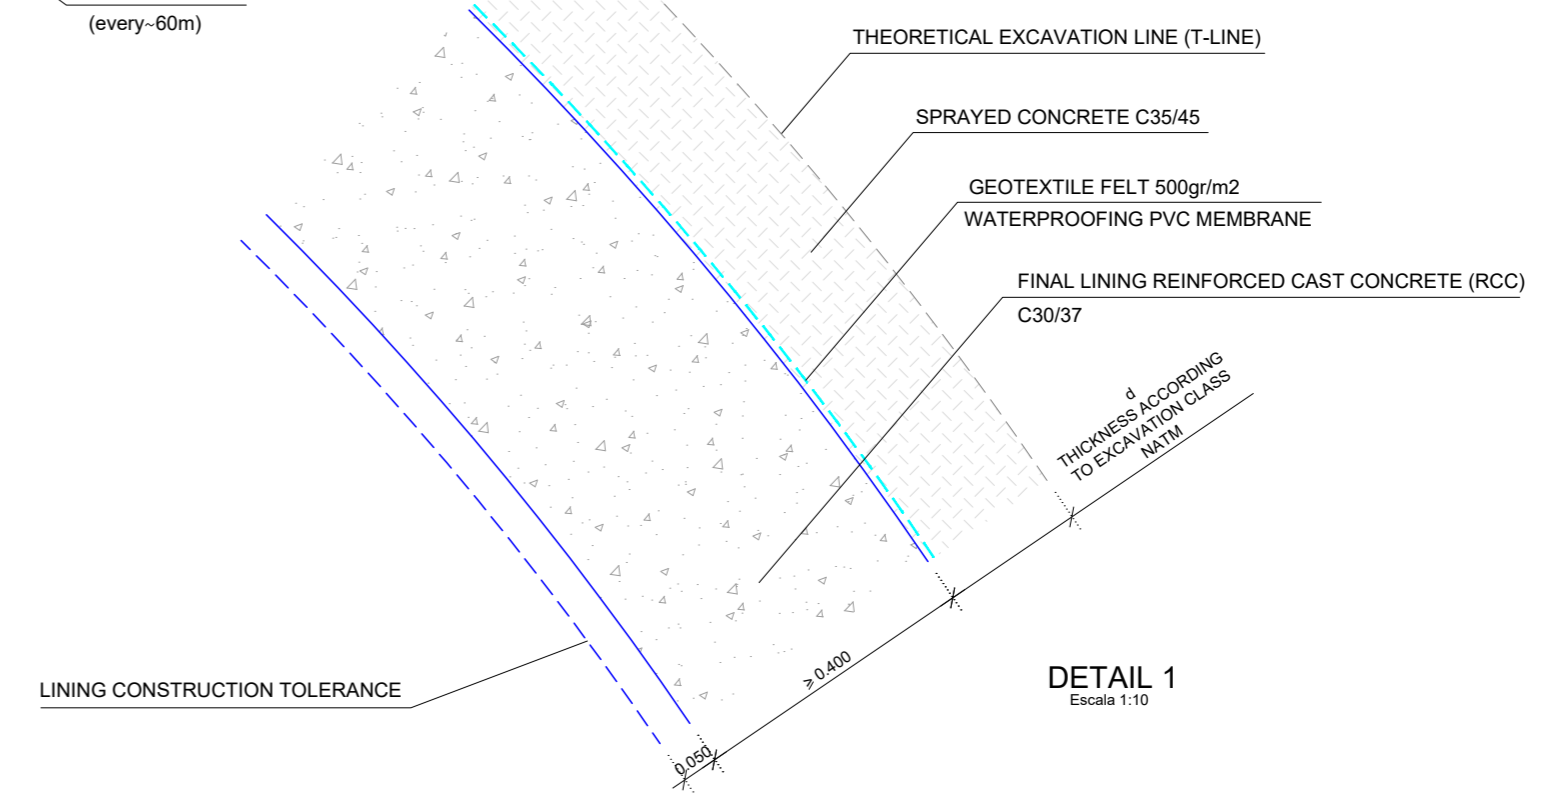 (every~60m)
THEORETICAL EXCAVATION LINE (T-LINE)
SPRAYED CONCRETE C35/45
GEOTEXTILE FELT 500gr/m2
WATERPROOFING PVC MEMBRANE
FINAL LINING REINFORCED CAST CONCRETE (RCC)
C30/37
d
THICKNESS ACCORDING
TO EXCAVATION CLASS
NATM
LINING CONSTRUCTION TOLERANCE
⩾ 0.400
0.050
DETAIL 1
Escala 1:10